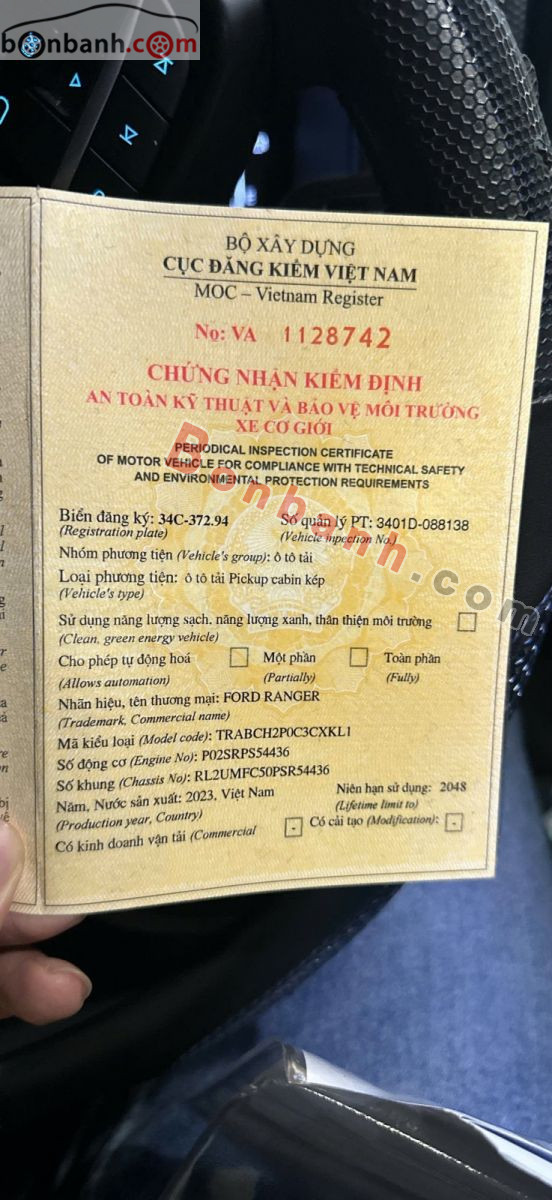 bonbanh.com
BỘ XÂY DỰNG
CỤC ĐĂNG KIỂM VIỆT NAM
MOC – Vietnam Register
No: VA 1128742
CHỨNG NHẬN KIỂM ĐỊNH
AN TOÀN KỸ THUẬT VÀ BẢO VỆ MÔI TRƯỜNG
XE CƠ GIỚI
PERIODICAL INSPECTION CERTIFICATE
OF MOTOR VEHICLE FOR COMPLIANCE WITH TECHNICAL SAFETY
AND ENVIRONMENTAL PROTECTION REQUIREMENTS
Bonbanh.com
Biển đăng ký: 34C-372.94 Số quản lý PT: 3401D-088138
(Registration plate) (Vehicle inpection No.)
Nhóm phương tiện (Vehicle's group): ô tô tải
Loại phương tiện: ô tô tải Pickup cabin kép
(Vehicle's type)
Sử dụng năng lượng sạch, năng lượng xanh, thân thiện môi trường
(Clean, green energy vehicle)
Cho phép tự động hoá Một phần Toàn phần
(Allows automation) (Partially) (Fully)
Nhãn hiệu, tên thương mại: FORD RANGER
(Trademark, Commercial name)
Mã kiểu loại (Model code): TRABCH2P0C3CXKL1
Số động cơ (Engine No): P02SRPS54436
Số khung (Chassis No): RL2UMFC50PSR54436
Năm, Nước sản xuất: 2023, Việt Nam Niên hạn sử dụng: 2048
(Production year, Country) (Lifetime limit to)
Có kinh doanh vận tải (Commercial - Có cải tạo (Modification): -